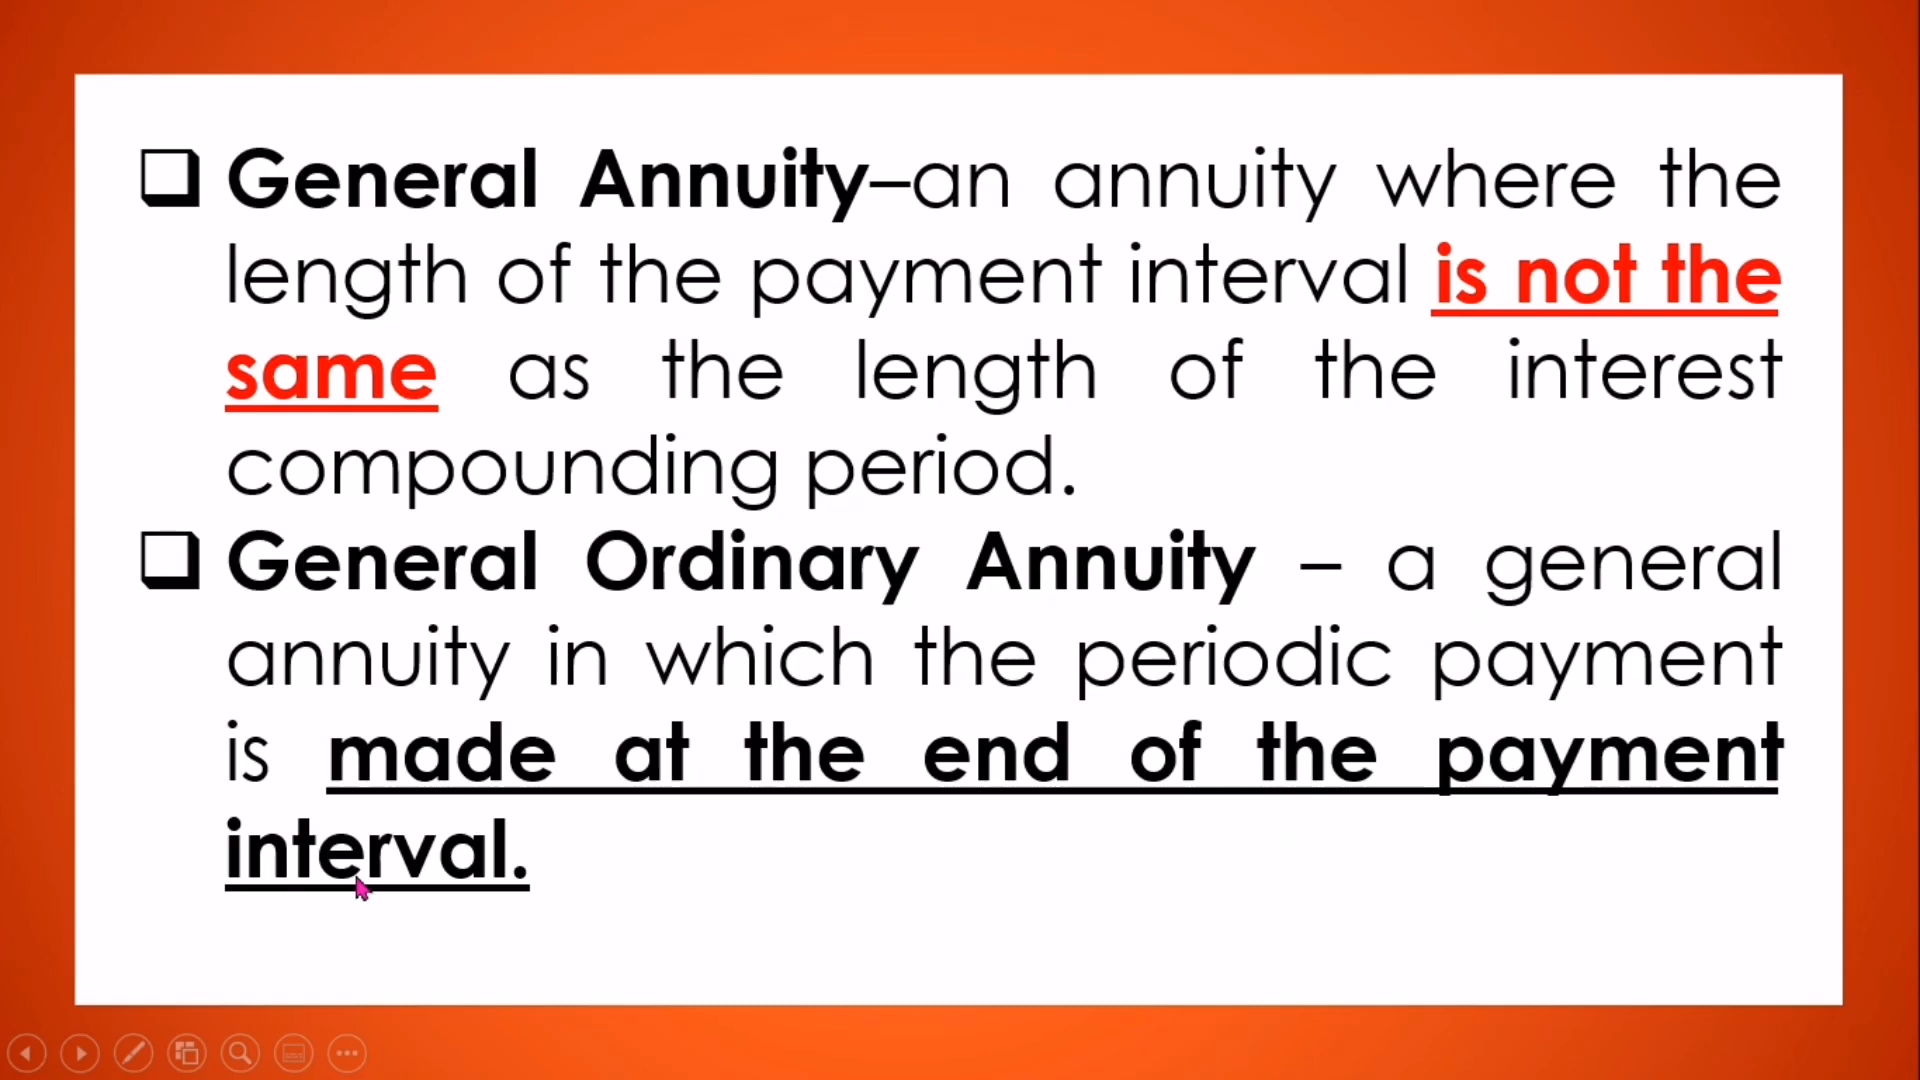 ❑ General Annuity–an annuity where the
length of the payment interval is not the
same as the length of the interest
compounding period.
❑ General Ordinary Annuity – a general
annuity in which the periodic payment
is made at the end of the payment
interval.